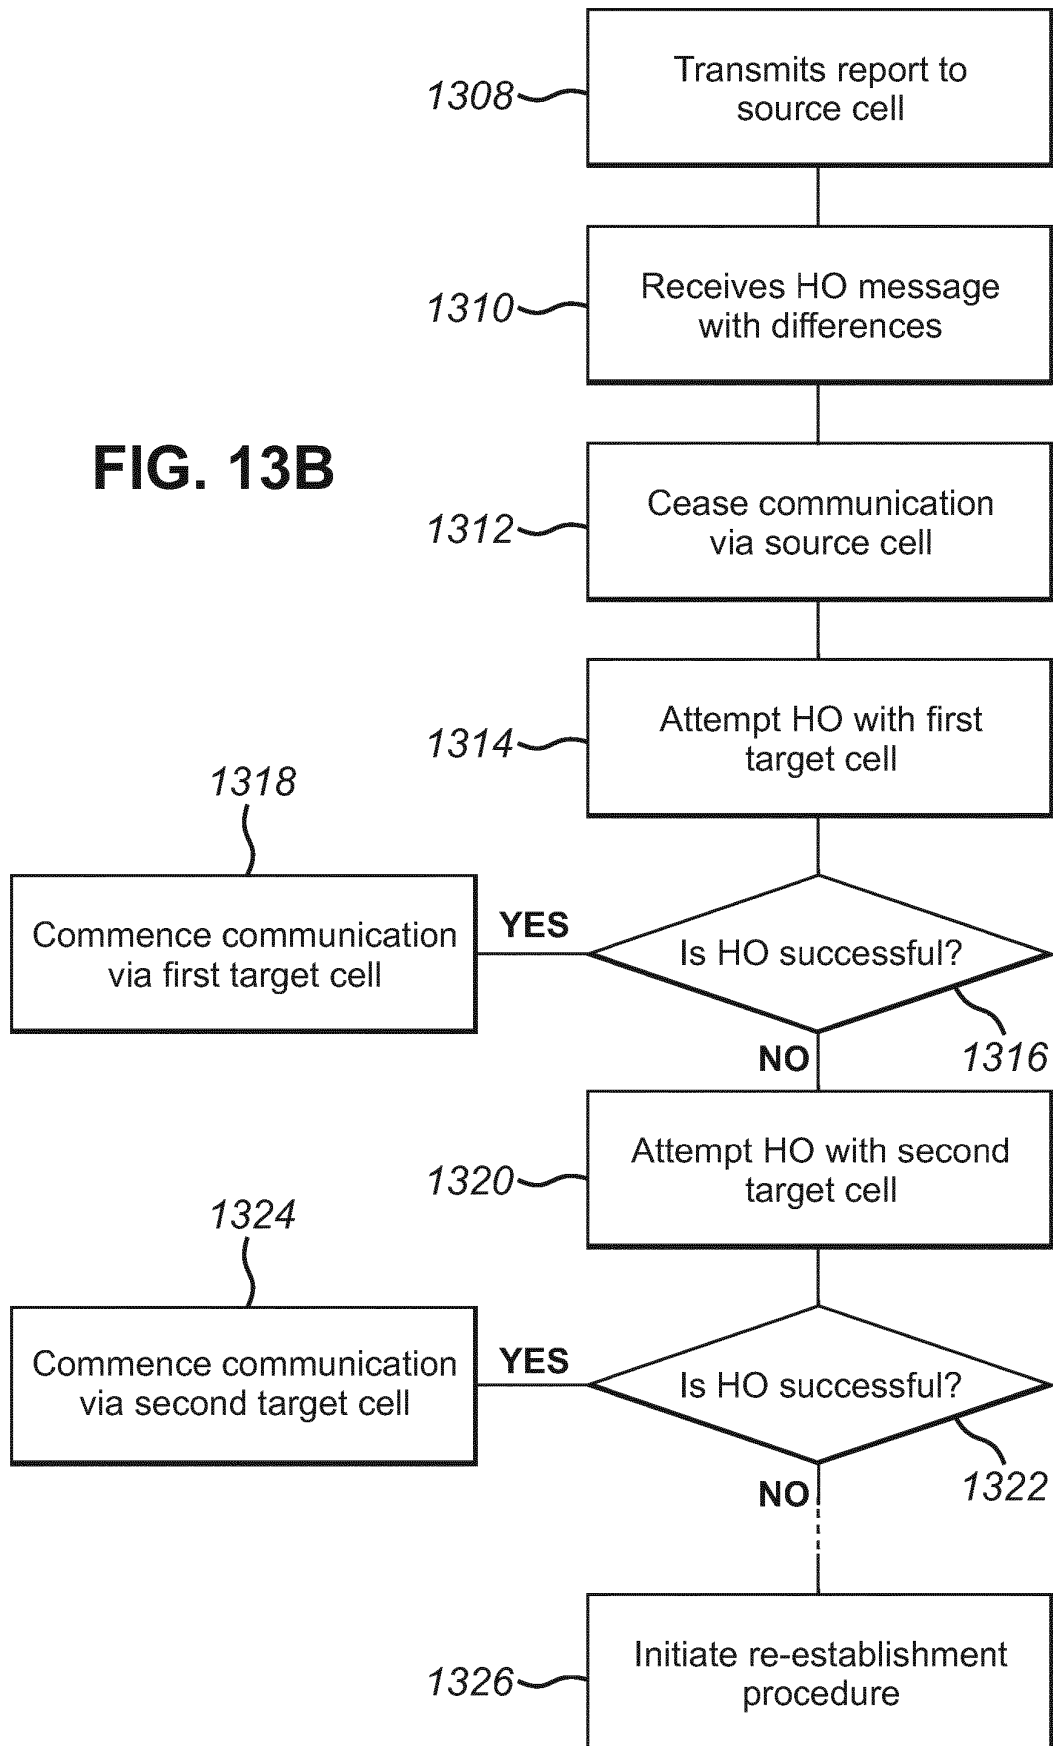 Transmits report to
source cell
1308
Receives HO message
with differences
1310
FIG. 13B
Cease communication
via source cell
1312
Attempt HO with first
target cell
1314
1318
Commence communication
via first target cell
YES
Is HO successful?
1316
NO
Attempt HO with second
target cell
1320
1324
Commence communication
via second target cell
YES
Is HO successful?
1322
NO
Initiate re-establishment
procedure
1326